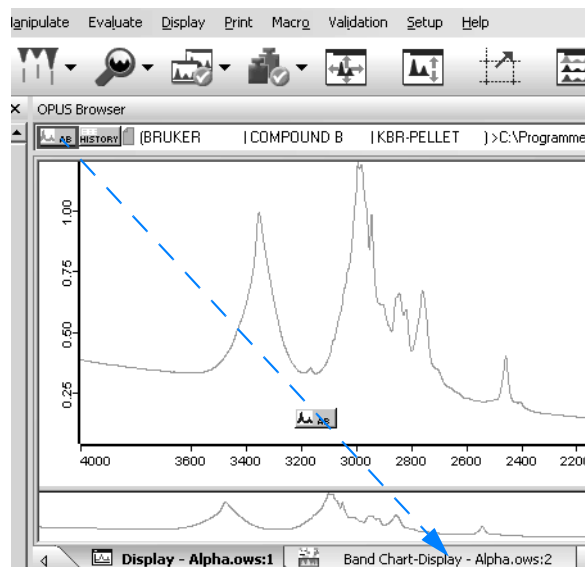 Manipulate Evaluate Display Print Macro Validation Setup Help
OPUS Browser
AB HISTORY (BRUKER | COMPOUND B | KBR-PELLET ) >C:\Programme
1.00
0.75
0.50
0.25
AB
4000 3600 3400 3200 3000 2800 2600 2400 2200
Display - Alpha.ows:1 Band Chart-Display - Alpha.ows:2